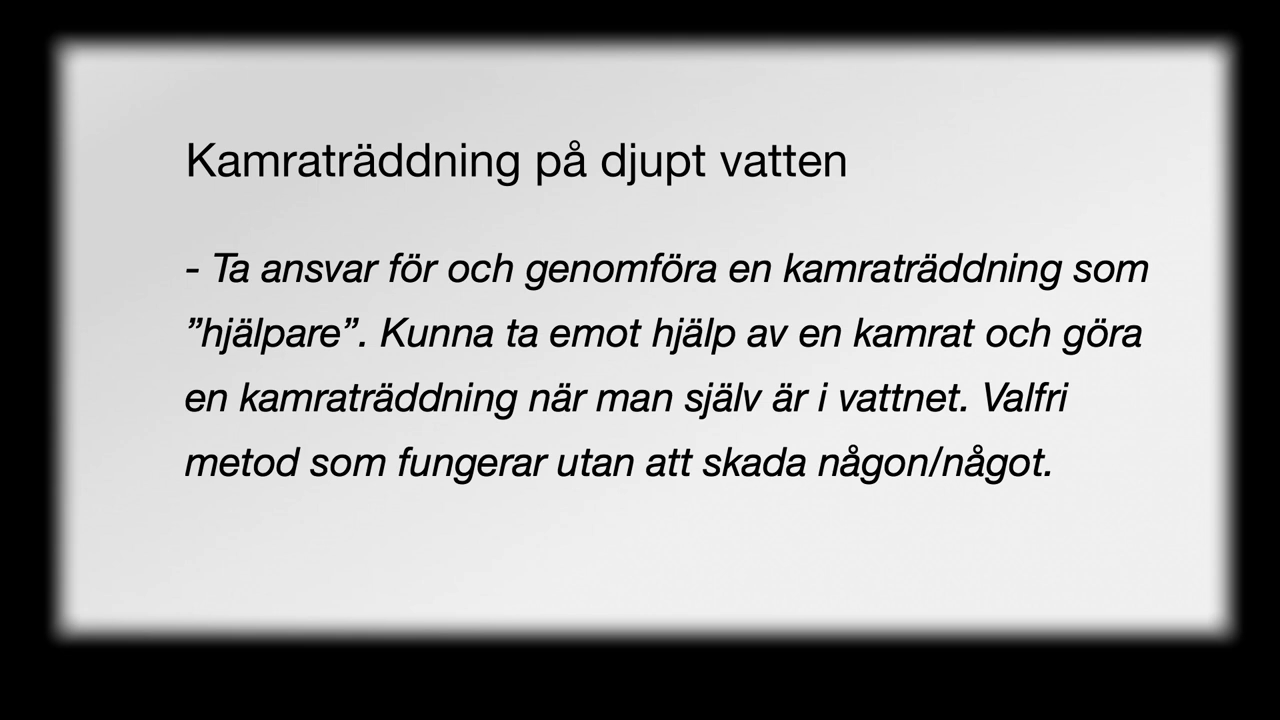 Kamraträddning på djupt vatten
- Ta ansvar för och genomföra en kamraträddning som
”hjälpare”. Kunna ta emot hjälp av en kamrat och göra
en kamraträddning när man själv är i vattnet. Valfri
metod som fungerar utan att skada någon/något.